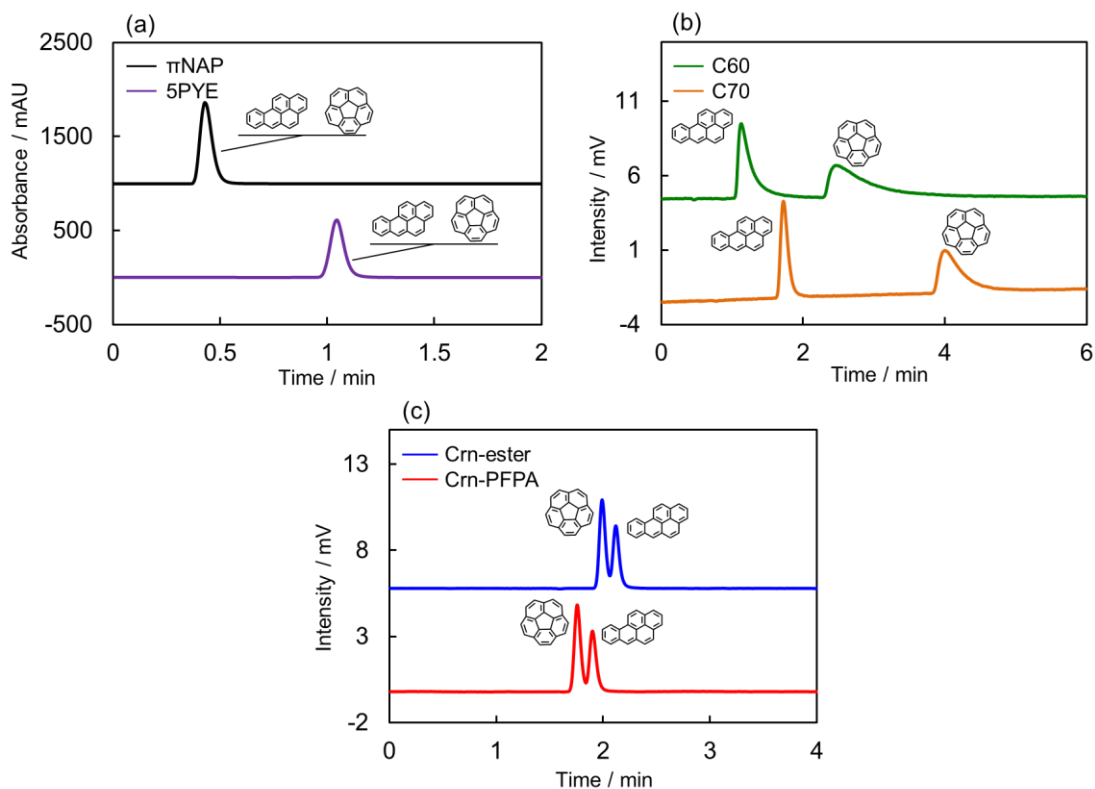 (a)
2500
1500
500
-500
Absorbance / mAU
πNAP
5PYE
0
0.5
1
1.5
2
Time / min
(b)
11
6
1
-4
Intensity / mV
C60
C70
0
2
4
6
Time / min
(c)
13
8
3
-2
Intensity / mV
Crn-ester
Crn-PFPA
0
1
2
3
4
Time / min